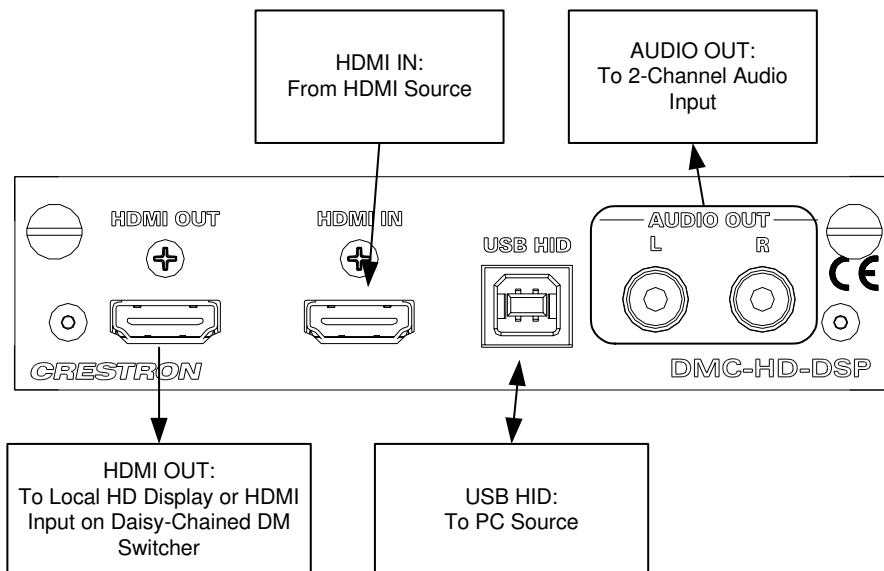 HDMI IN:
From HDMI Source
AUDIO OUT:
To 2-Channel Audio
Input
HDMI OUT
HDMI IN
USB HID
AUDIO OUT
L
R
CE
CRESTRON
DMC-HD-DSP
HDMI OUT:
To Local HD Display or HDMI
Input on Daisy-Chained DM
Switcher
USB HID:
To PC Source